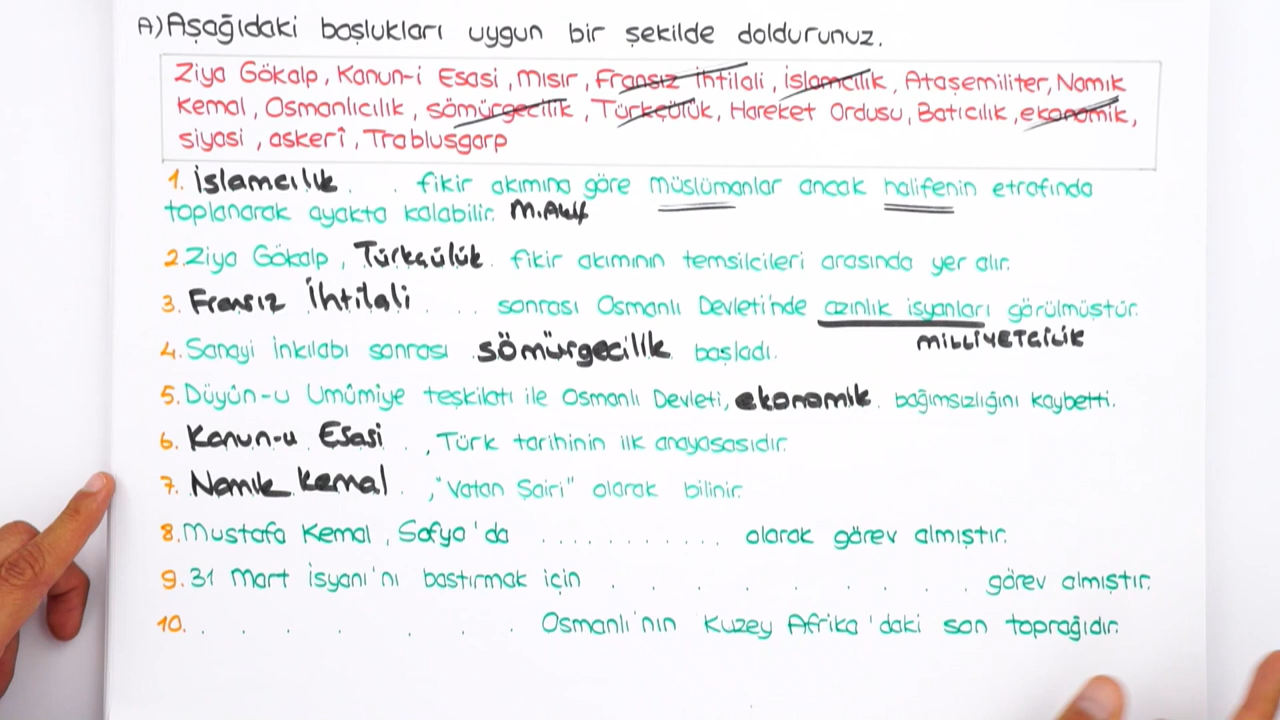 A) Aşağıdaki boşlukları uygun bir şekilde doldurunuz.
Ziya Gökalp, Kanun-i Esasi, Mısır, Fransız İhtilali, İslamcılık, Ataşemiliter, Namık
Kemal, Osmanlıcılık, sömürgecilik, Türkçülük, Hareket Ordusu, Batıcılık, ekonomik,
siyasi, askerî, Trablusgarp
1. İslamcılık . . fikir akımına göre müslümanlar ancak halifenin etrafında
toplanarak ayakta kalabilir. M. Akif
2. Ziya Gökalp, Türkçülük . fikir akımının temsilcileri arasında yer alır.
3. Fransız İhtilali . . . sonrası Osmanlı Devleti'nde azınlık isyanları görülmüştür.
MİLLİYETÇİLİK
4. Sanayi inkılabı sonrası . sömürgecilik başladı.
5. Düyûn-u Umûmiye teşkilatı ile Osmanlı Devleti, ekonomik . bağımsızlığını kaybetti.
6. Kanun-u Esasi . , Türk tarihinin ilk anayasasıdır.
7. Namık Kemal . , "Vatan Şairi" olarak bilinir.
8. Mustafa Kemal, Sofya'da . . . . . . . . . . . olarak görev almıştır.
9. 31 Mart isyanı'nı bastırmak için . . . . . . . . görev almıştır.
10. . . . . . . Osmanlı'nın Kuzey Afrika'daki son toprağıdır.